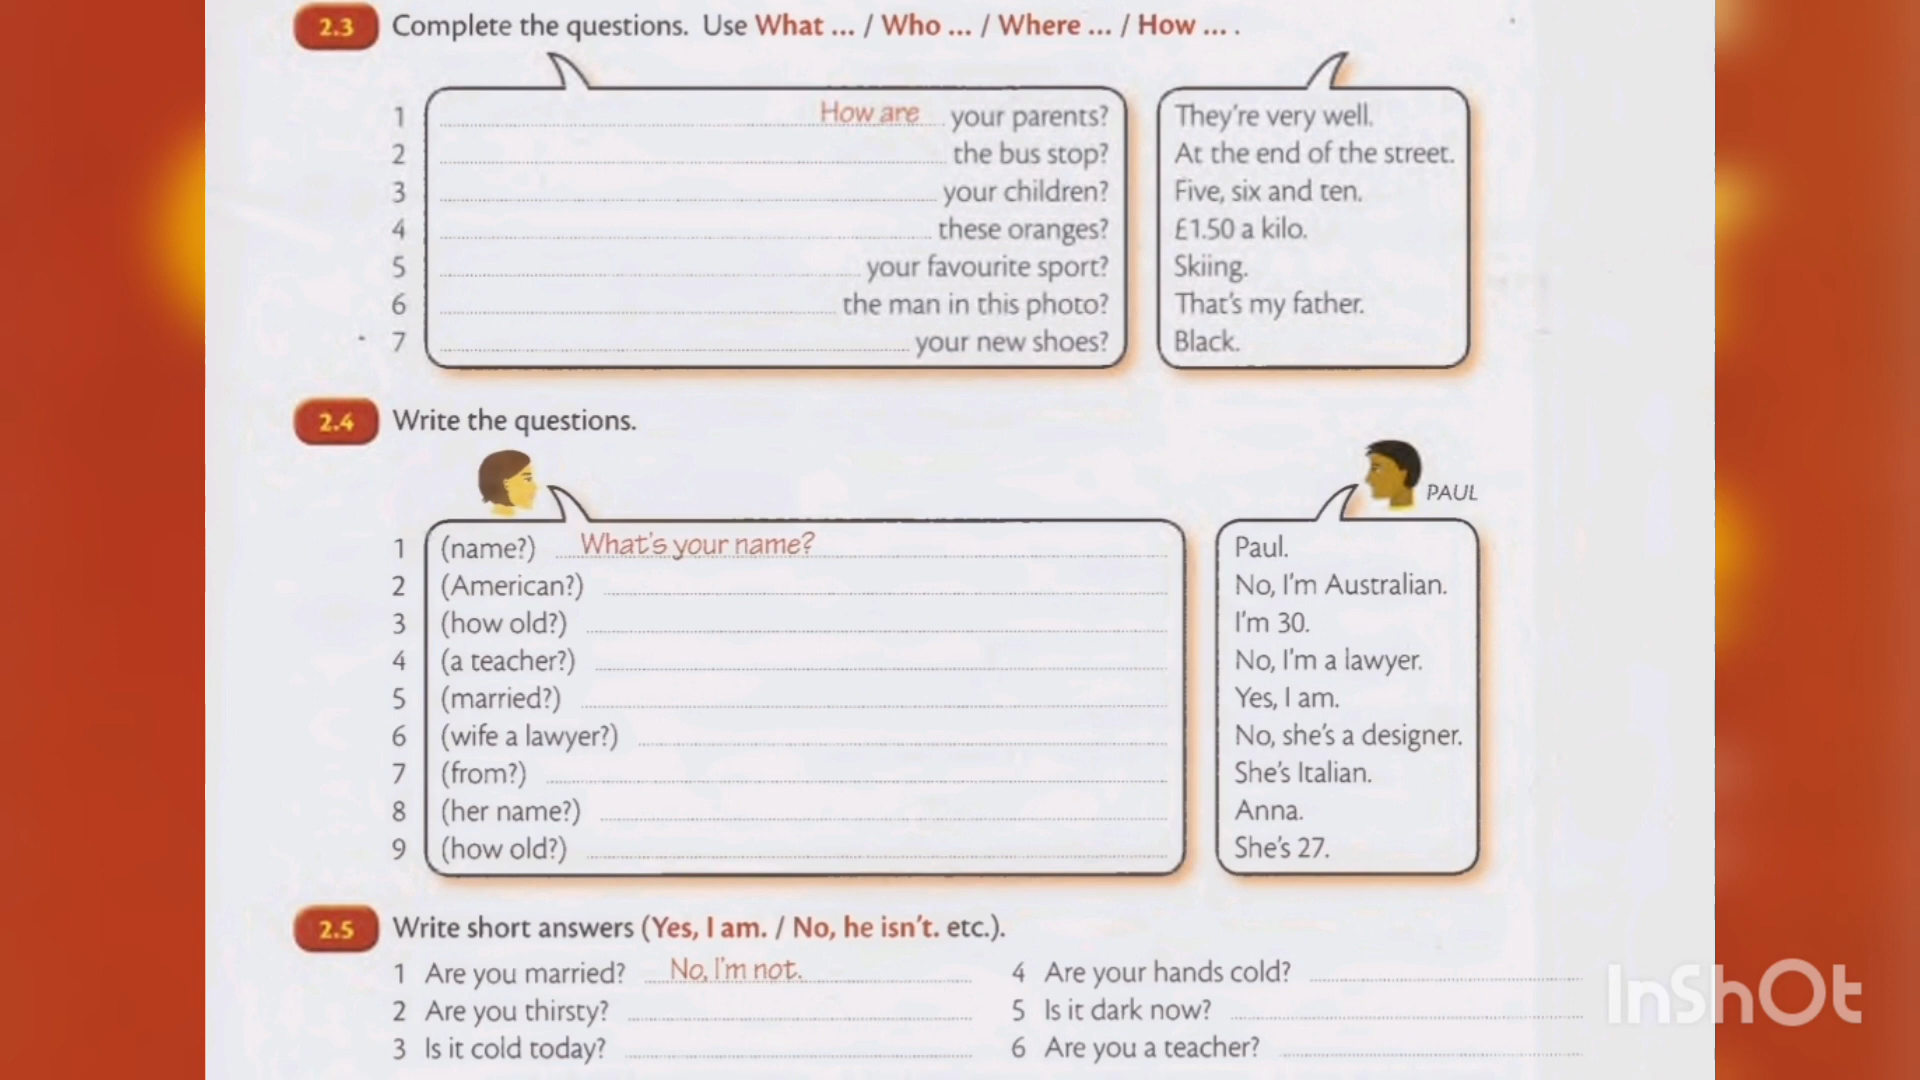 2.3 Complete the questions. Use What ... / Who ... / Where ... / How ... .
1 How are your parents? They're very well.
2 the bus stop? At the end of the street.
3 your children? Five, six and ten.
4 these oranges? £1.50 a kilo.
5 your favourite sport? Skiing.
6 the man in this photo? That's my father.
7 your new shoes? Black.
2.4 Write the questions.
PAUL
1 (name?) What's your name? Paul.
2 (American?) No, I'm Australian.
3 (how old?) I'm 30.
4 (a teacher?) No, I'm a lawyer.
5 (married?) Yes, I am.
6 (wife a lawyer?) No, she's a designer.
7 (from?) She's Italian.
8 (her name?) Anna.
9 (how old?) She's 27.
2.5 Write short answers (Yes, I am. / No, he isn't. etc.).
1 Are you married? No, I'm not. 4 Are your hands cold?
2 Are you thirsty? 5 Is it dark now?
3 Is it cold today? 6 Are you a teacher?
InShOt